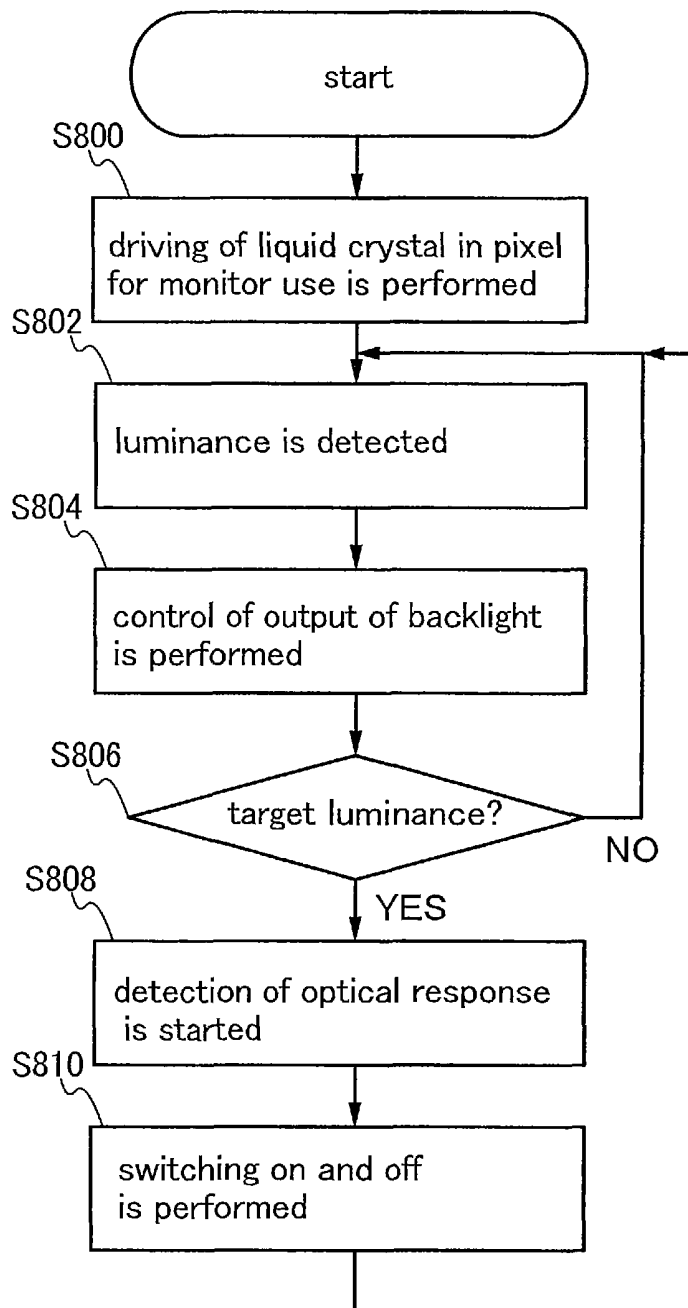 start
S800
driving of liquid crystal in pixel
for monitor use is performed
S802
luminance is detected
S804
control of output of backlight
is performed
S806
target luminance?
NO
YES
S808
detection of optical response
is started
S810
switching on and off
is performed